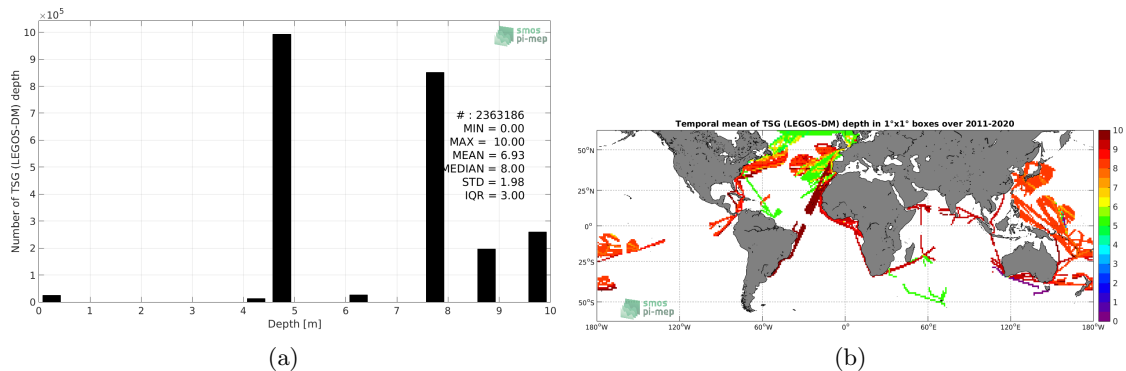 ×10⁵
smos
pi-mep
Number of TSG (LEGOS-DM) depth
10
9
8
7
6
5
4
3
2
1
0
# : 2363186
MIN = 0.00
MAX = 10.00
MEAN = 6.93
MEDIAN = 8.00
STD = 1.98
IQR = 3.00
0 1 2 3 4 5 6 7 8 9 10
Depth [m]
(a)
Temporal mean of TSG (LEGOS-DM) depth in 1°x1° boxes over 2011-2020
50°N
25°N
0°
25°S
50°S
180°W 120°W 60°W 0° 60°E 120°E 180°W
10
9
8
7
6
5
4
3
2
1
0
smos
pi-mep
(b)